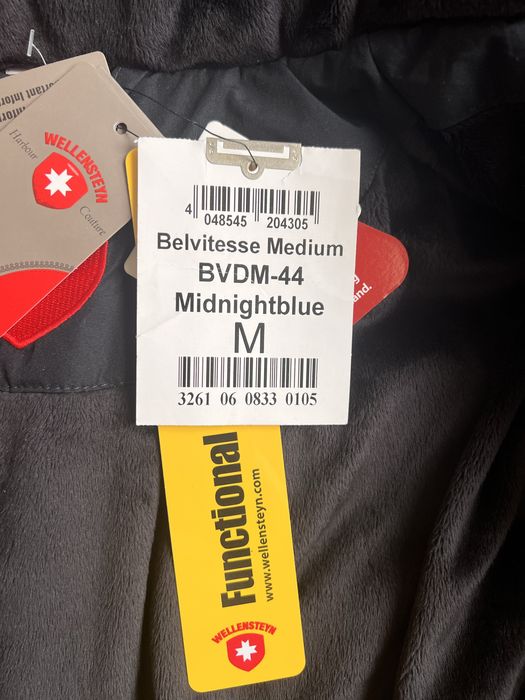 4 048545 204305
Belvitesse Medium
BVDM-44
Midnightblue
M
3261 06 0833 0105
Harbour
WELLENSTEYN
Couture
Functional
www.wellensteyn.com
WELLENSTEYN
and.